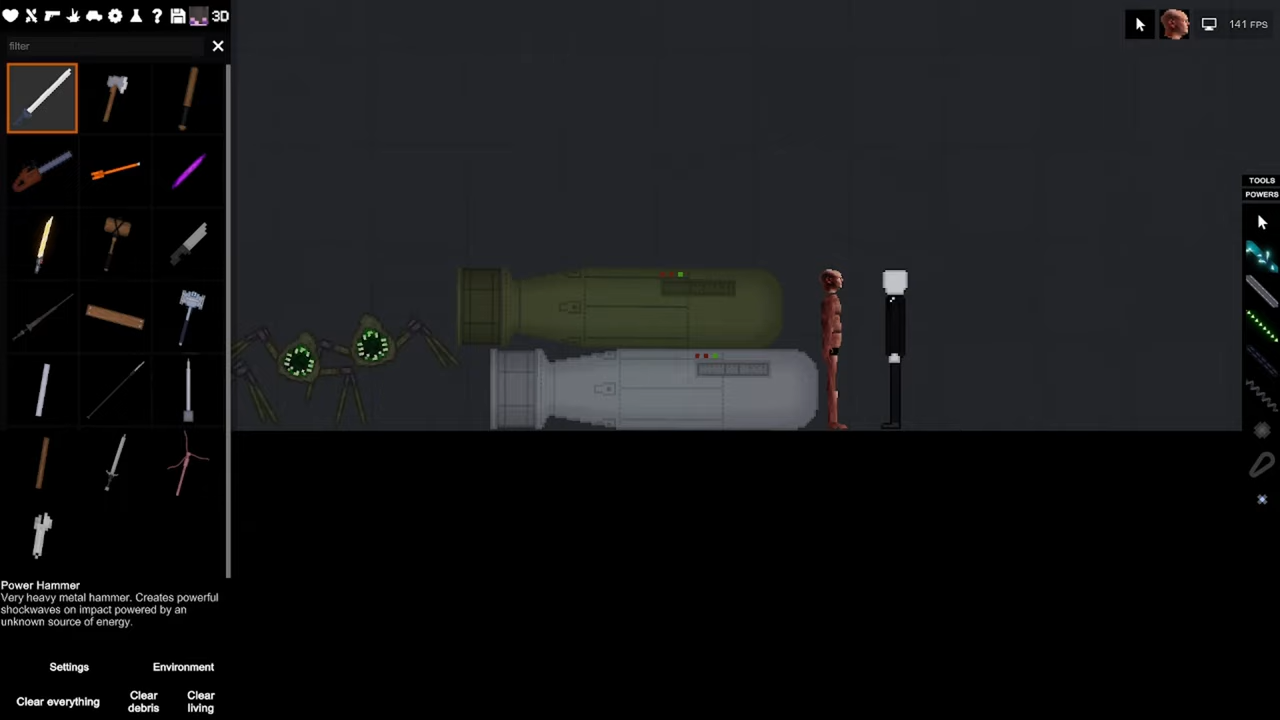 3D
141 FPS
filter
TOOLS
POWERS
Power Hammer
Very heavy metal hammer. Creates powerful
shockwaves on impact powered by an
unknown source of energy.
Settings
Environment
Clear everything
Clear
debris
Clear
living